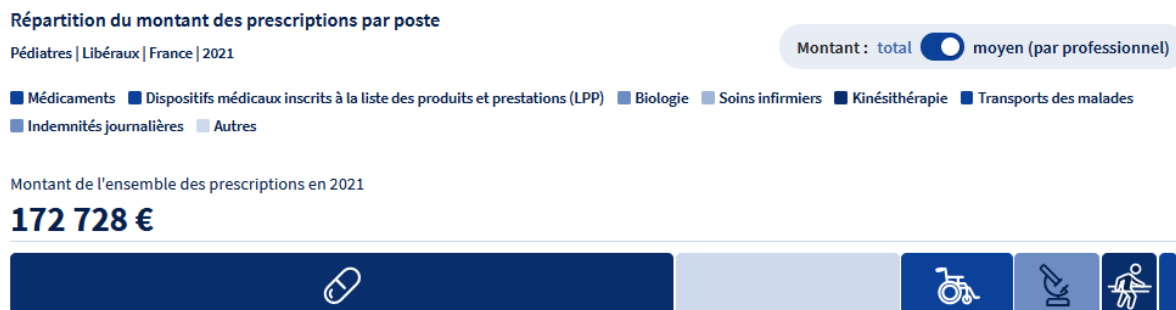 Répartition du montant des prescriptions par poste
Pédiatres | Libéraux | France | 2021
Montant : total moyen (par professionnel)
Médicaments Dispositifs médicaux inscrits à la liste des produits et prestations (LPP) Biologie Soins infirmiers Kinésithérapie Transports des malades
Indemnités journalières Autres
Montant de l'ensemble des prescriptions en 2021
172 728 €